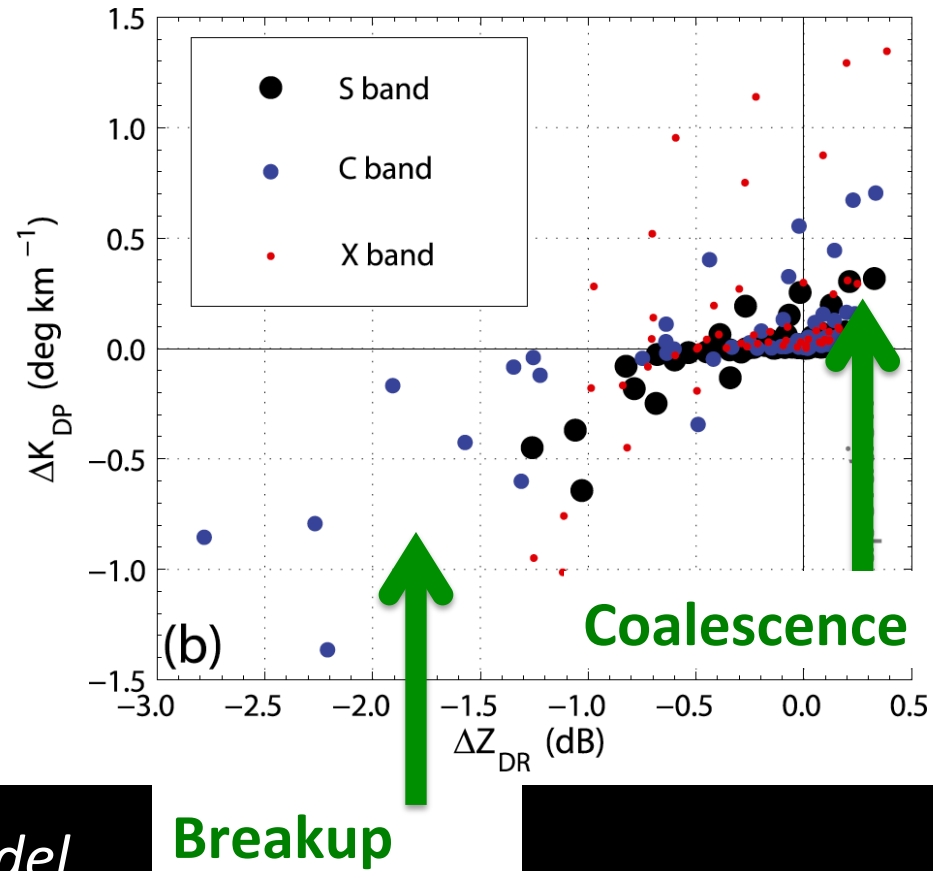 1.5
1.0
0.5
0.0
−0.5
−1.0
−1.5
ΔK_DP (deg km⁻¹)
S band
C band
X band
Coalescence
(b)
−3.0 −2.5 −2.0 −1.5 −1.0 −0.5 0.0 0.5
ΔZ_DR (dB)
Breakup